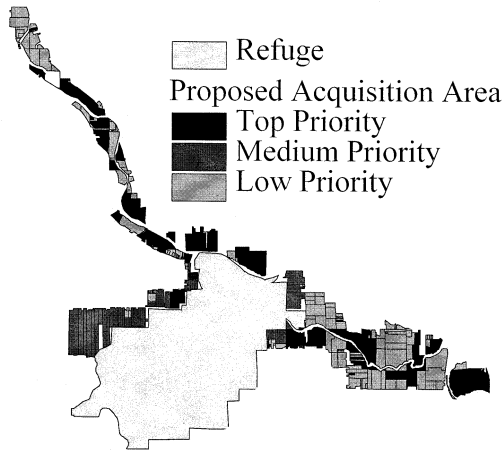 Refuge
Proposed Acquisition Area
Top Priority
Medium Priority
Low Priority